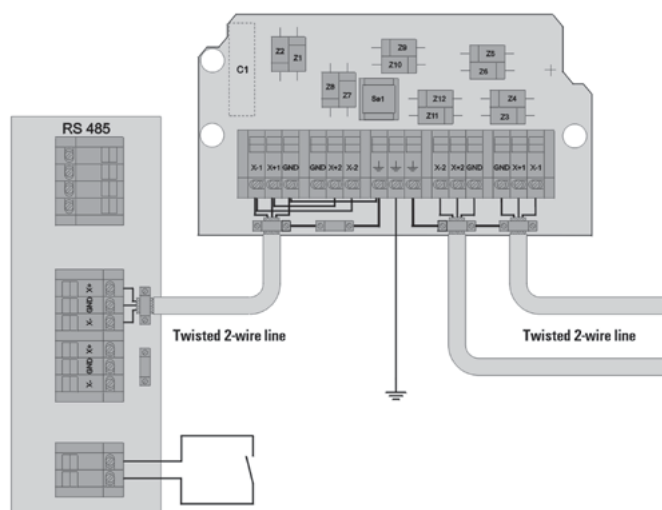 Z2
Z1
Z9
Z10
Z5
Z6
C1
Z8
Z7
Sa1
Z12
Z11
Z4
Z3
RS 485
X-1 X+1 GND GND X+2 X-2 X-2 X+2 GND GND X+1 X-1
X+
GND
X-
X+
GND
X-
Twisted 2-wire line
Twisted 2-wire line